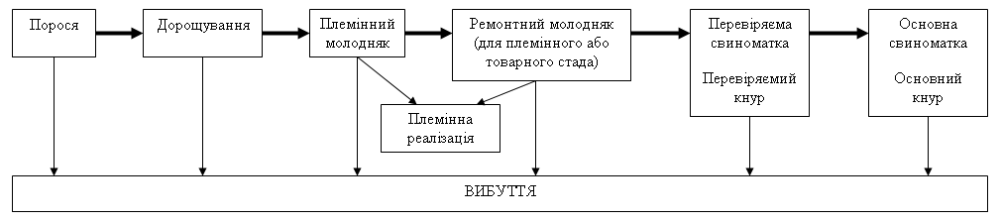 Порося
Дорощування
Племінний
молодняк
Ремонтний молодняк
(для племінного або
товарного стада)
Перевіряєма
свиноматка
Перевіряємий
кнур
Основна
свиноматка
Основний
кнур
Племінна
реалізація
ВИБУТТЯ